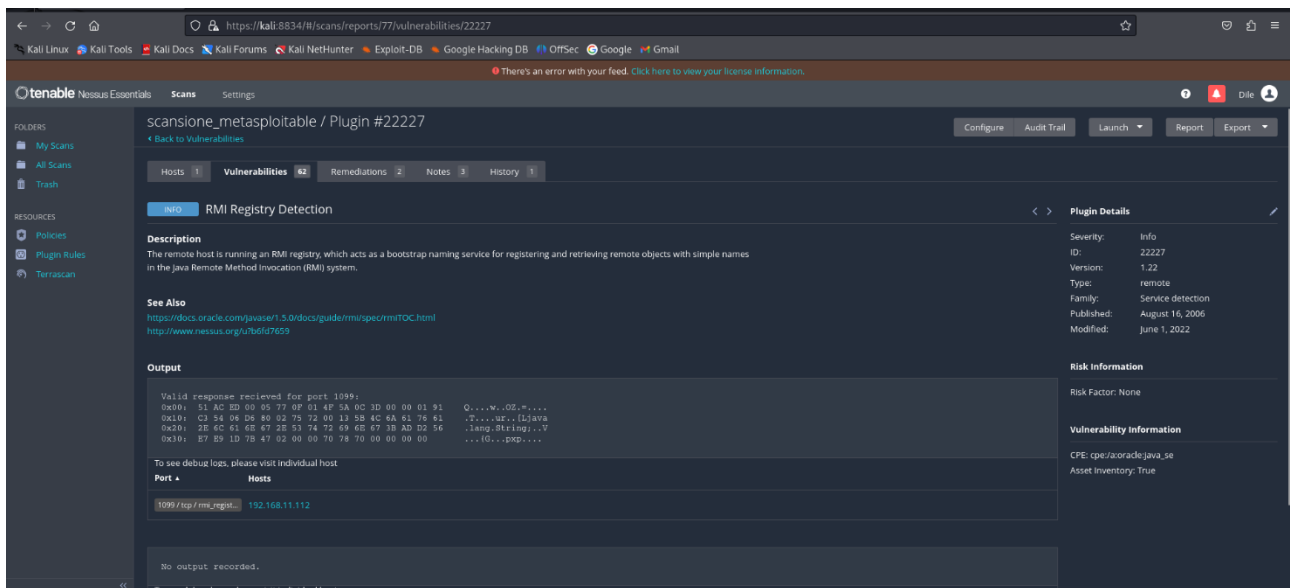 https://kali:8834/#/scans/reports/77/vulnerabilities/22227
Kali Linux Kali Tools Kali Docs Kali Forums Kali NetHunter Exploit-DB Google Hacking DB OffSec Google Gmail
There's an error with your feed. Click here to view your license information.
tenable Nessus Essentials Scans Settings Dile
FOLDERS
My Scans
All Scans
Trash
RESOURCES
Policies
Plugin Rules
Terrascan
scansione_metasploitable / Plugin #22227
Back to Vulnerabilities
Configure Audit Trail Launch Report Export
Hosts 1 Vulnerabilities 62 Remediations 2 Notes 3 History 1
INFO RMI Registry Detection
Description
The remote host is running an RMI registry, which acts as a bootstrap naming service for registering and retrieving remote objects with simple names
in the Java Remote Method Invocation (RMI) system.
See Also
https://docs.oracle.com/javase/1.5.0/docs/guide/rmi/spec/rmiTOC.html
http://www.nessus.org/u?b6fd7659
Output
Valid response recieved for port 1099:
0x00: 51 AC ED 00 05 77 0F 01 4F 5A 0C 3D 00 00 01 91 Q....w..OZ.=....
0x10: C3 54 06 D6 80 02 75 72 00 13 5B 4C 6A 61 76 61 .T....ur..[Ljava
0x20: 2E 6C 61 6E 67 2E 53 74 72 69 6E 67 3B AD D2 56 .lang.String;..V
0x30: E7 E9 1D 7B 47 02 00 00 70 78 70 00 00 00 00 ...{G...pxp....
To see debug logs, please visit individual host
Port Hosts
1099 / tcp / rmi_regist... 192.168.11.112
No output recorded.
Plugin Details
Severity: Info
ID: 22227
Version: 1.22
Type: remote
Family: Service detection
Published: August 16, 2006
Modified: June 1, 2022
Risk Information
Risk Factor: None
Vulnerability Information
CPE: cpe:/a:oracle:java_se
Asset Inventory: True